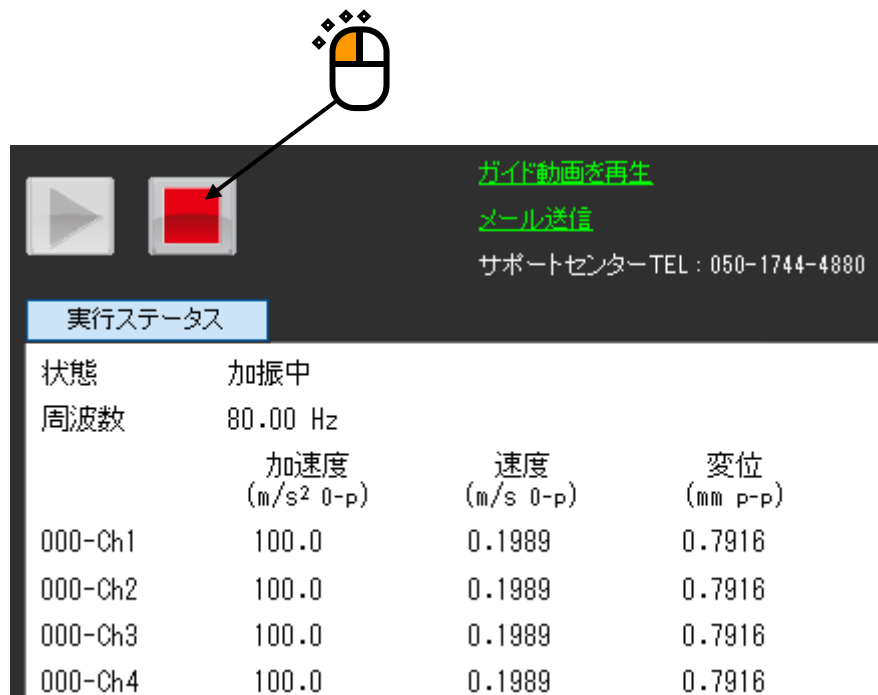 ガイド動画を再生
メール送信
サポートセンターTEL : 050-1744-4880
実行ステータス
状態 加振中
周波数 80.00 Hz
加速度 速度 変位
(m/s² 0-p) (m/s 0-p) (mm p-p)
000-Ch1 100.0 0.1989 0.7916
000-Ch2 100.0 0.1989 0.7916
000-Ch3 100.0 0.1989 0.7916
000-Ch4 100.0 0.1989 0.7916